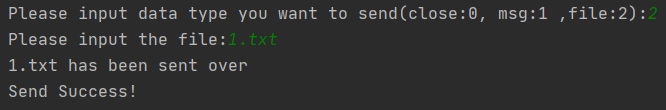 Please input data type you want to send(close:0, msg:1 ,file:2):2
Please input the file:1.txt
1.txt has been sent over
Send Success!